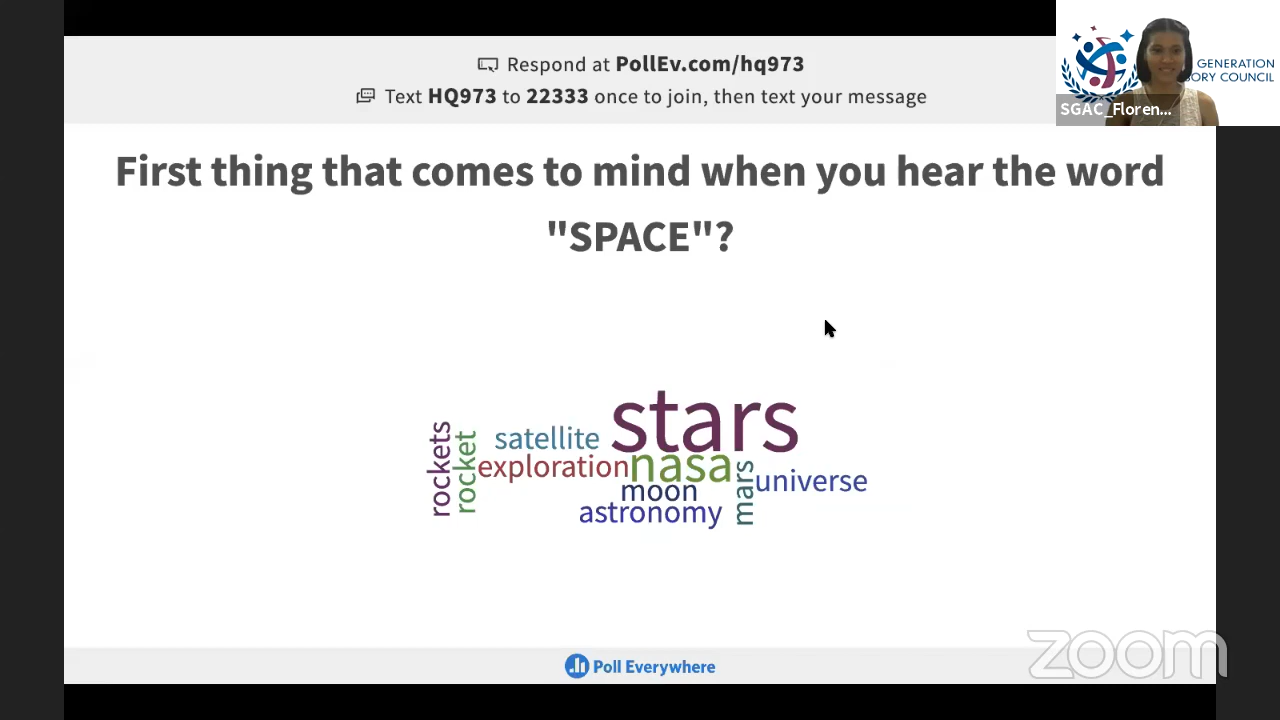 Respond at PollEv.com/hq973
Text HQ973 to 22333 once to join, then text your message
GENERATION
ORY COUNCIL
SGAC_Floren...
First thing that comes to mind when you hear the word
"SPACE"?
stars
satellite
rockets
rocket
exploration
nasa
moon
mars
universe
astronomy
Poll Everywhere
zoom